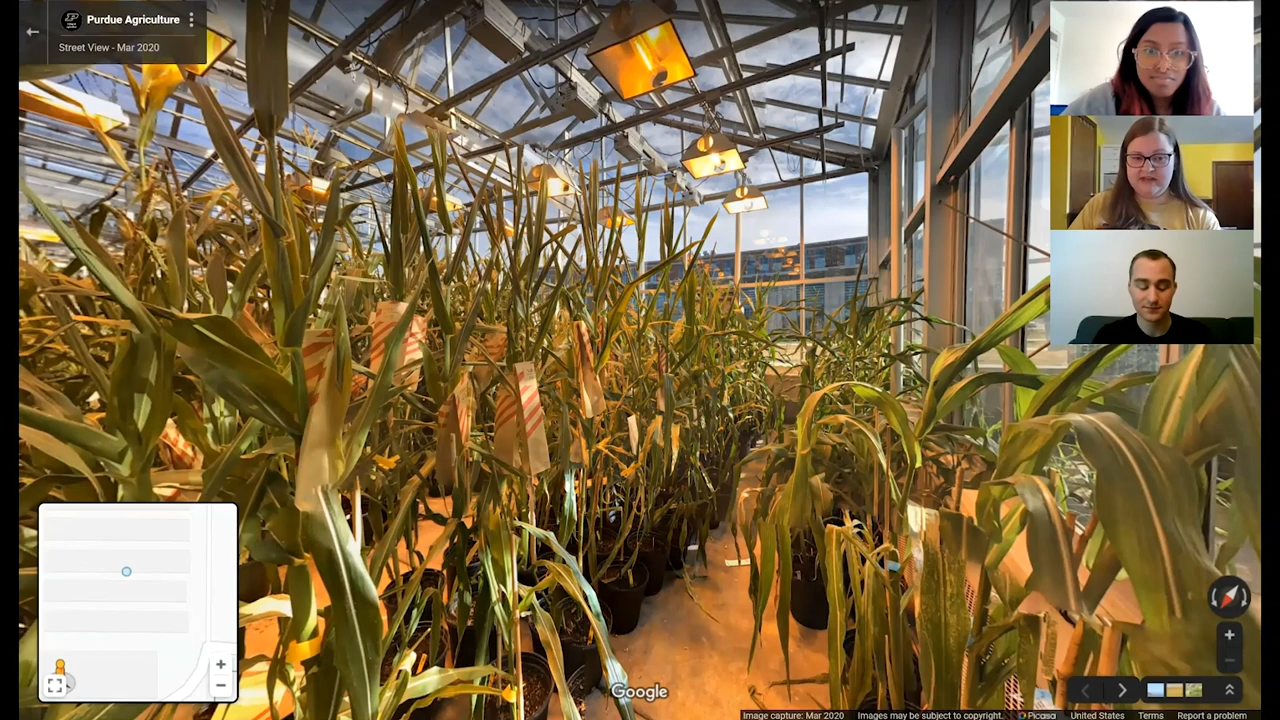 Purdue Agriculture
Street View - Mar 2020
Google
Image capture: Mar 2020 Images may be subject to copyright. Picasa United States Terms Report a problem